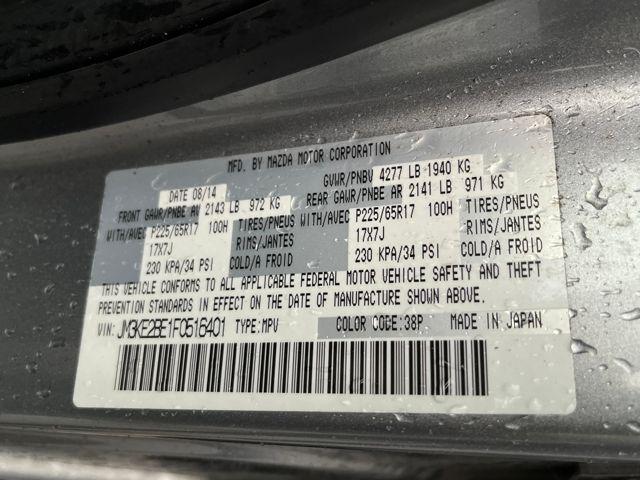 MFD. BY MAZDA MOTOR CORPORATION
DATE 08/14 GVWR/PNBV 4277 LB 1940 KG
FRONT GAWR/PNBE AV 2143 LB 972 KG REAR GAWR/PNBE AR 2141 LB 971 KG
WITH/AVEC P225/65R17 100H TIRES/PNEUS WITH/AVEC P225/65R17 100H TIRES/PNEUS
17X7J RIMS/JANTES 17X7J RIMS/JANTES
230 KPA/34 PSI COLD/A FROID 230 KPA/34 PSI COLD/A FROID
THIS VEHICLE CONFORMS TO ALL APPLICABLE FEDERAL MOTOR VEHICLE SAFETY AND THEFT
PREVENTION STANDARDS IN EFFECT ON THE DATE OF MANUFACTURE SHOWN ABOVE.
VIN: JM3KE2BE1F0516401 TYPE:MPV COLOR CODE:38P MADE IN JAPAN